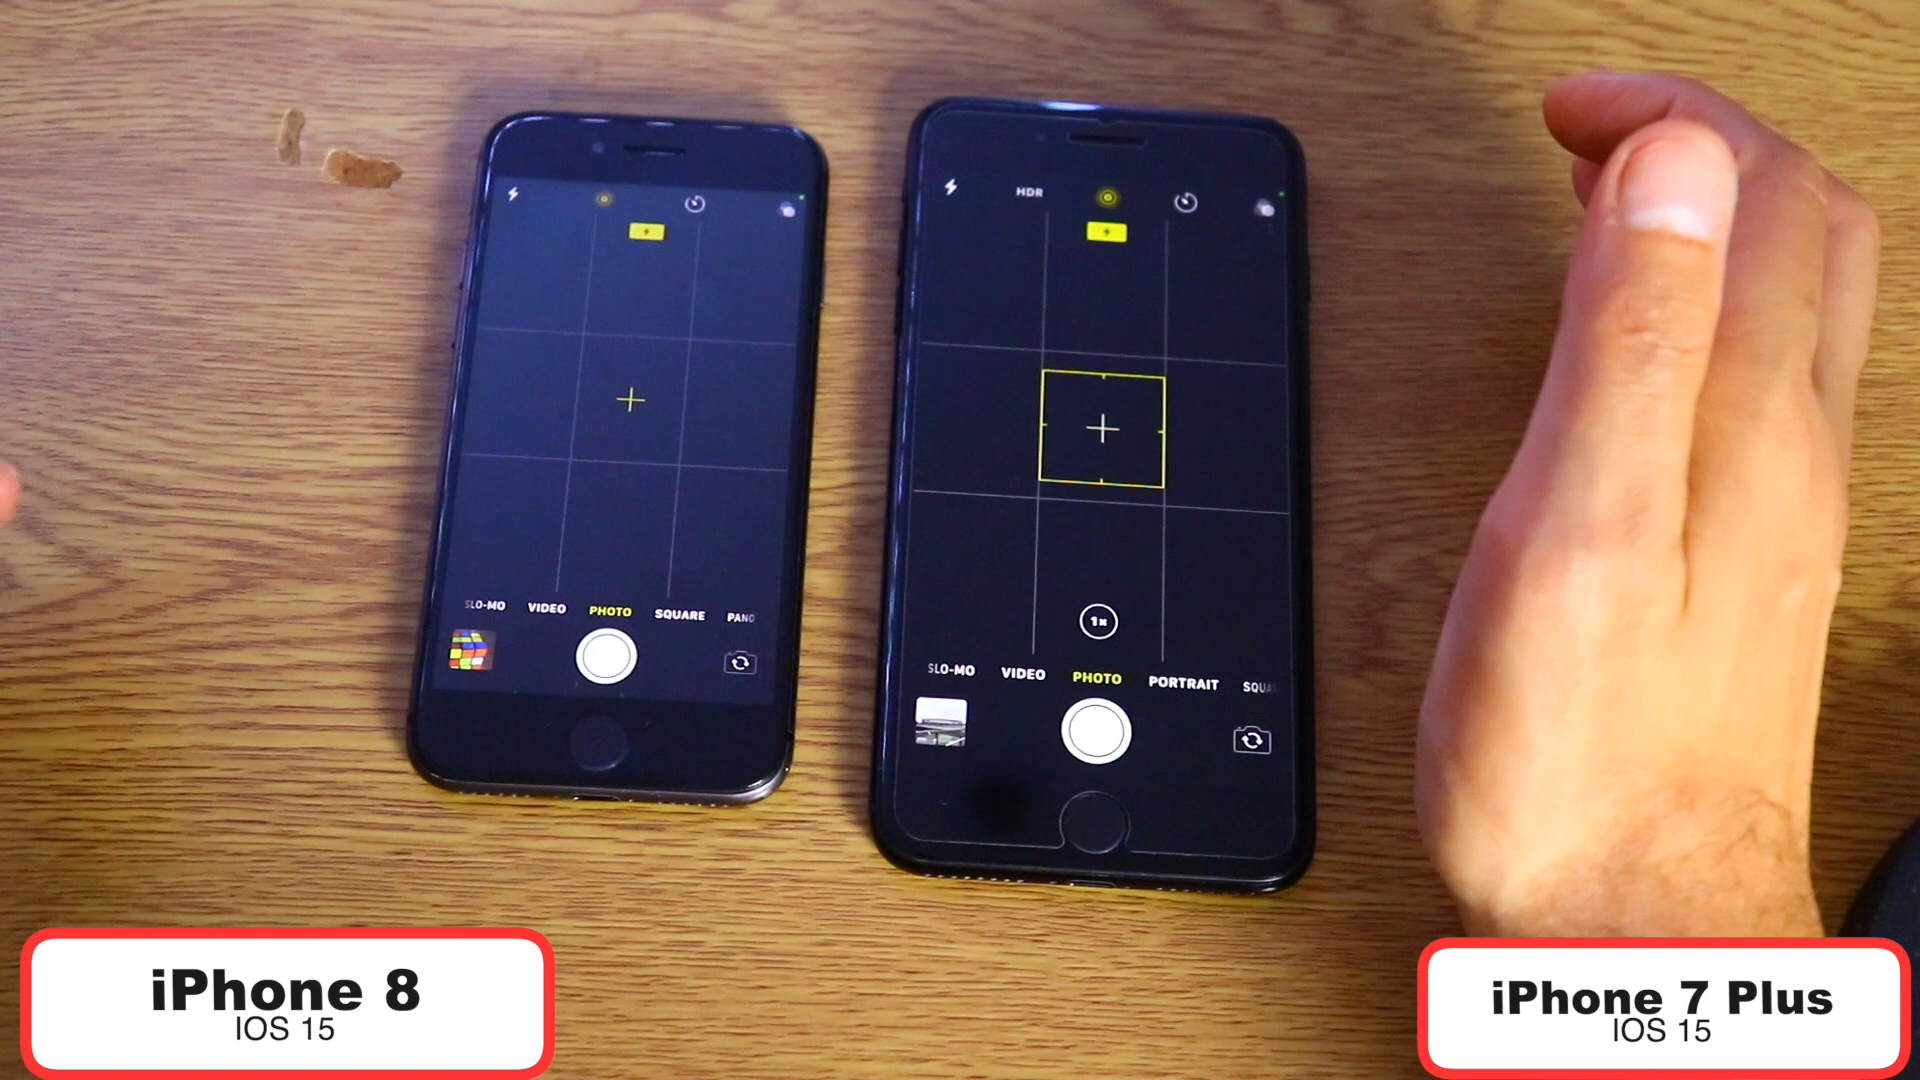 HDR
SLO-MO VIDEO PHOTO SQUARE PANO
1x
SLO-MO VIDEO PHOTO PORTRAIT SQUA
iPhone 8
IOS 15
iPhone 7 Plus
IOS 15